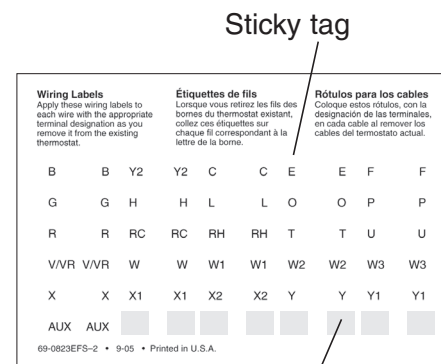 Sticky tag
Wiring Labels
Apply these wiring labels to
each wire with the appropriate
terminal designation as you
remove it from the existing
thermostat.
Étiquettes de fils
Lorsque vous retirez les fils des
bornes du thermostat existant,
collez ces étiquettes sur
chaque fil correspondant à la
lettre de la borne.
Rótulos para los cables
Coloque estos rótulos, con la
designación de las terminales,
en cada cable al remover los
cables del termostato actual.
B B Y2 Y2 C C E E F F
G G H H L L O O P P
R R RC RC RH RH T T U U
V/VR V/VR W W W1 W1 W2 W2 W3 W3
X X X1 X1 X2 X2 Y Y Y1 Y1
AUX AUX
69-0823EFS–2 • 9-05 • Printed in U.S.A.